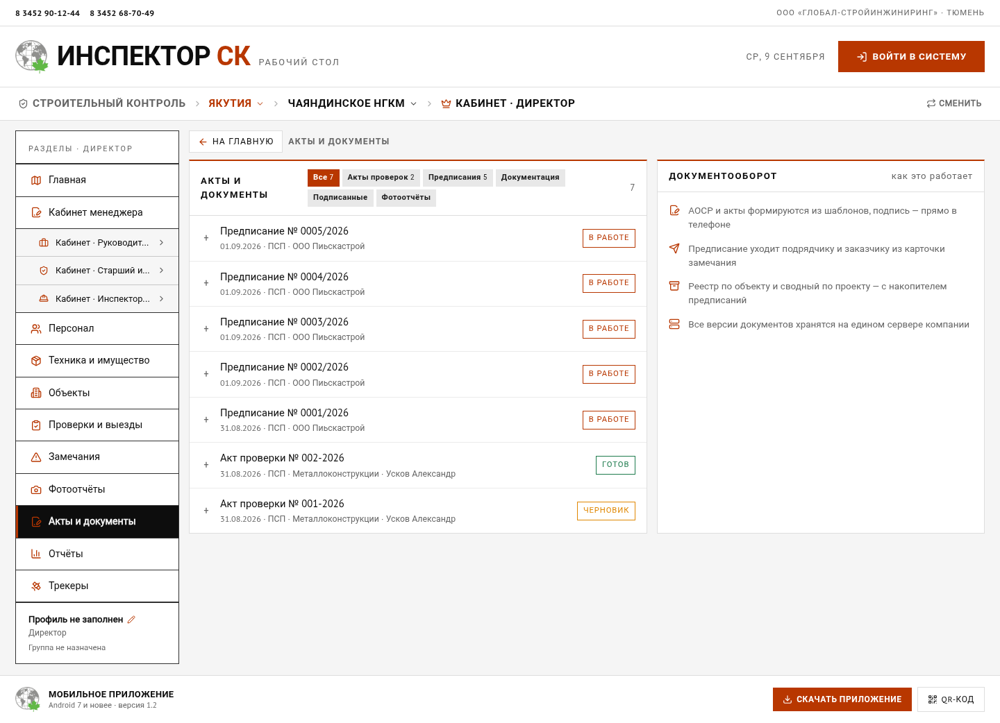 8 3452 90-12-44 8 3452 68-70-49
ООО «ГЛОБАЛ-СТРОЙИНЖИНИРИНГ» · ТЮМЕНЬ
ИНСПЕКТОР СК РАБОЧИЙ СТОЛ
СР, 9 СЕНТЯБРЯ
ВОЙТИ В СИСТЕМУ
СТРОИТЕЛЬНЫЙ КОНТРОЛЬ
ЯКУТИЯ
ЧАЯНДИНСКОЕ НГКМ
КАБИНЕТ · ДИРЕКТОР
СМЕНИТЬ
РАЗДЕЛЫ · ДИРЕКТОР
Главная
Кабинет менеджера
Кабинет · Руководит...
Кабинет · Старший и...
Кабинет · Инспектор...
Персонал
Техника и имущество
Объекты
Проверки и выезды
Замечания
Фотоотчёты
Акты и документы
Отчёты
Трекеры
Профиль не заполнен
Директор
Группа не назначена
НА ГЛАВНУЮ
АКТЫ И ДОКУМЕНТЫ
АКТЫ И
ДОКУМЕНТЫ
Все 7 Акты проверок 2 Предписания 5 Документация
Подписанные Фотоотчёты
7
+ Предписание № 0005/2026
01.09.2026 · ПСП · ООО Пиьскастрой
В РАБОТЕ
+ Предписание № 0004/2026
01.09.2026 · ПСП · ООО Пиьскастрой
В РАБОТЕ
+ Предписание № 0003/2026
01.09.2026 · ПСП · ООО Пиьскастрой
В РАБОТЕ
+ Предписание № 0002/2026
01.09.2026 · ПСП · ООО Пиьскастрой
В РАБОТЕ
+ Предписание № 0001/2026
31.08.2026 · ПСП · ООО Пиьскастрой
В РАБОТЕ
+ Акт проверки № 002-2026
31.08.2026 · ПСП · Металлоконструкции · Усков Александр
ГОТОВ
+ Акт проверки № 001-2026
31.08.2026 · ПСП · Металлоконструкции · Усков Александр
ЧЕРНОВИК
ДОКУМЕНТООБОРОТ
как это работает
АОСР и акты формируются из шаблонов, подпись — прямо в
телефоне
Предписание уходит подрядчику и заказчику из карточки
замечания
Реестр по объекту и сводный по проекту — с накопителем
предписаний
Все версии документов хранятся на едином сервере компании
МОБИЛЬНОЕ ПРИЛОЖЕНИЕ
Android 7 и новее · версия 1.2
СКАЧАТЬ ПРИЛОЖЕНИЕ
QR-КОД